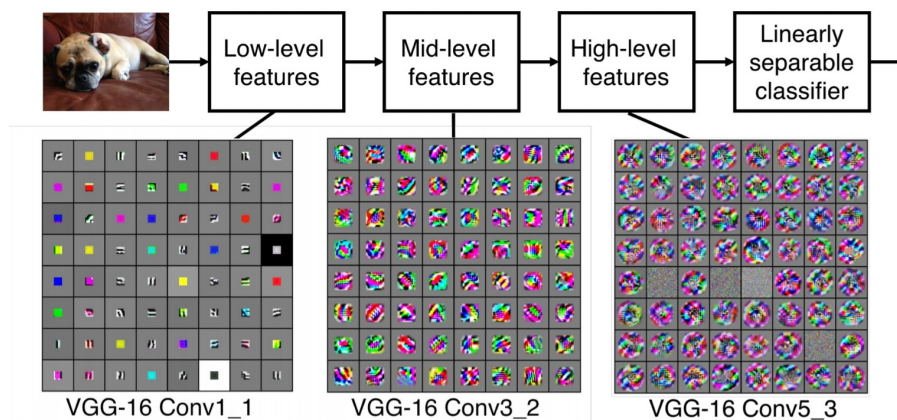 Low-level
features
Mid-level
features
High-level
features
Linearly
separable
classifier
VGG-16 Conv1_1
VGG-16 Conv3_2
VGG-16 Conv5_3